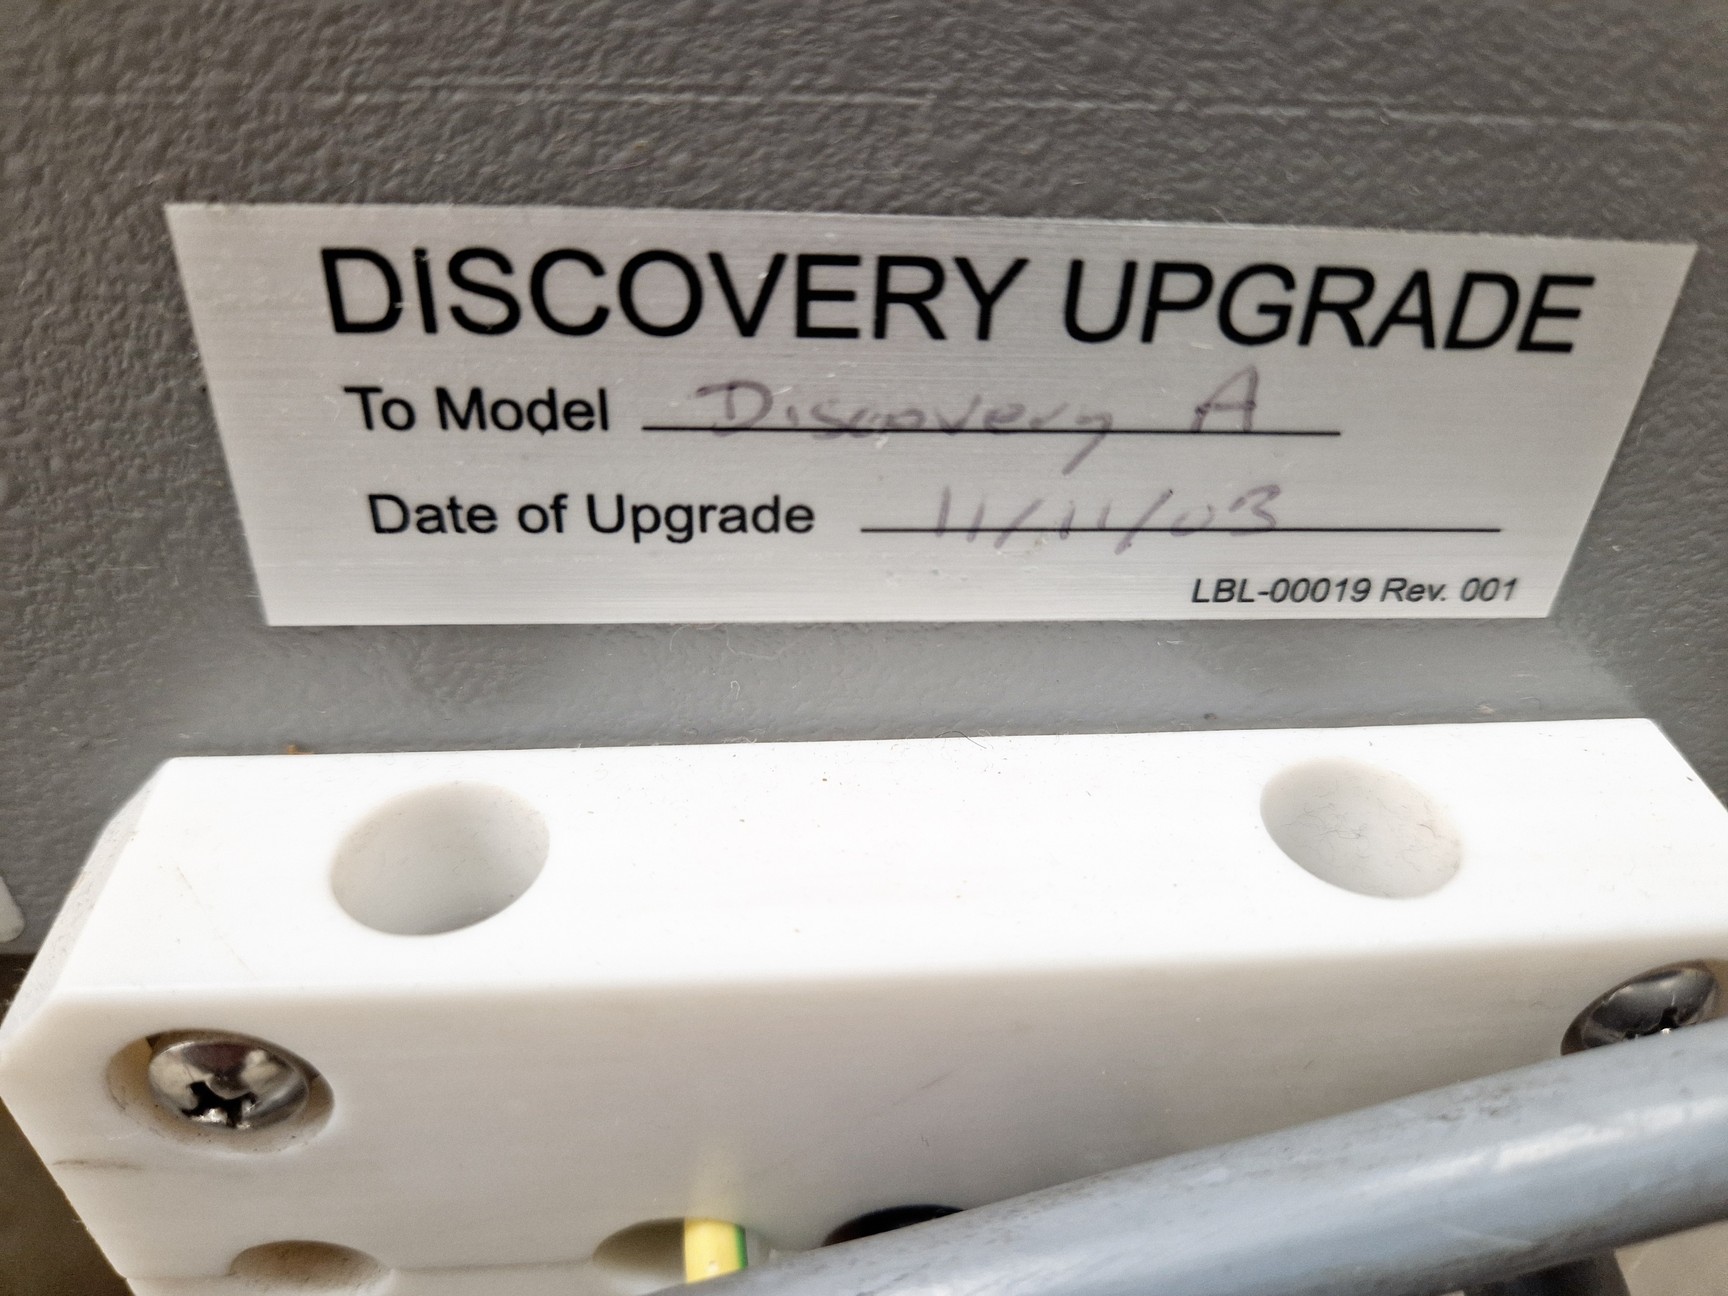 DISCOVERY UPGRADE
To Model Discovery A
Date of Upgrade 11/11/03
LBL-00019 Rev. 001